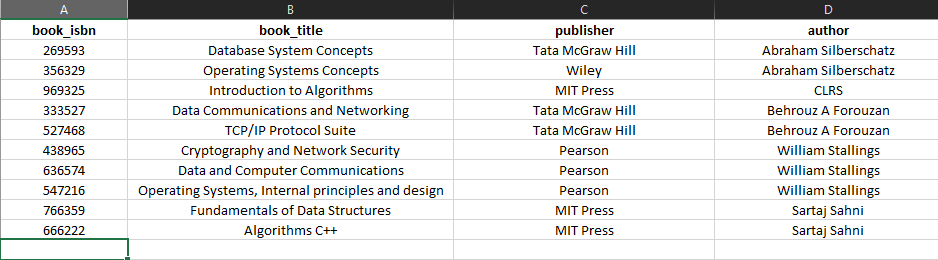 A B C D
book_isbn book_title publisher author
269593 Database System Concepts Tata McGraw Hill Abraham Silberschatz
356329 Operating Systems Concepts Wiley Abraham Silberschatz
969325 Introduction to Algorithms MIT Press CLRS
333527 Data Communications and Networking Tata McGraw Hill Behrouz A Forouzan
527468 TCP/IP Protocol Suite Tata McGraw Hill Behrouz A Forouzan
438965 Cryptography and Network Security Pearson William Stallings
636574 Data and Computer Communications Pearson William Stallings
547216 Operating Systems, Internal principles and design Pearson William Stallings
766359 Fundamentals of Data Structures MIT Press Sartaj Sahni
666222 Algorithms C++ MIT Press Sartaj Sahni